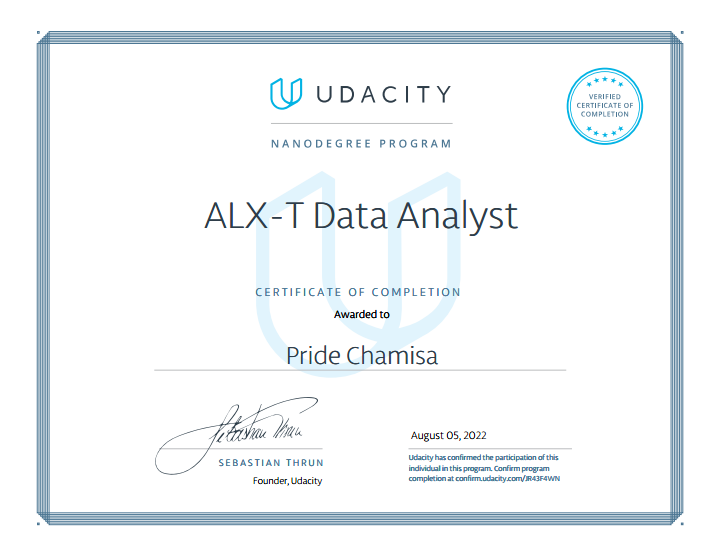 UDACITY
VERIFIED
CERTIFICATE OF
COMPLETION
NANODEGREE PROGRAM
ALX-T Data Analyst
CERTIFICATE OF COMPLETION
Awarded to
Pride Chamisa
Sebastian Thrun
SEBASTIAN THRUN
Founder, Udacity
August 05, 2022
Udacity has confirmed the participation of this
individual in this program. Confirm program
completion at confirm.udacity.com/JR43F4WN